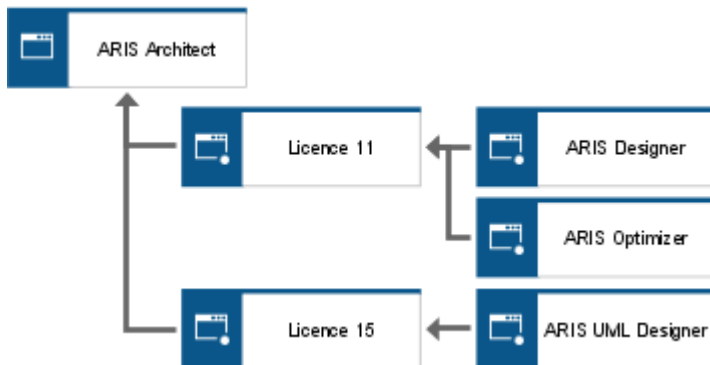 ARIS Architect
Licence 11
ARIS Designer
ARIS Optimizer
Licence 15
ARIS UML Designer